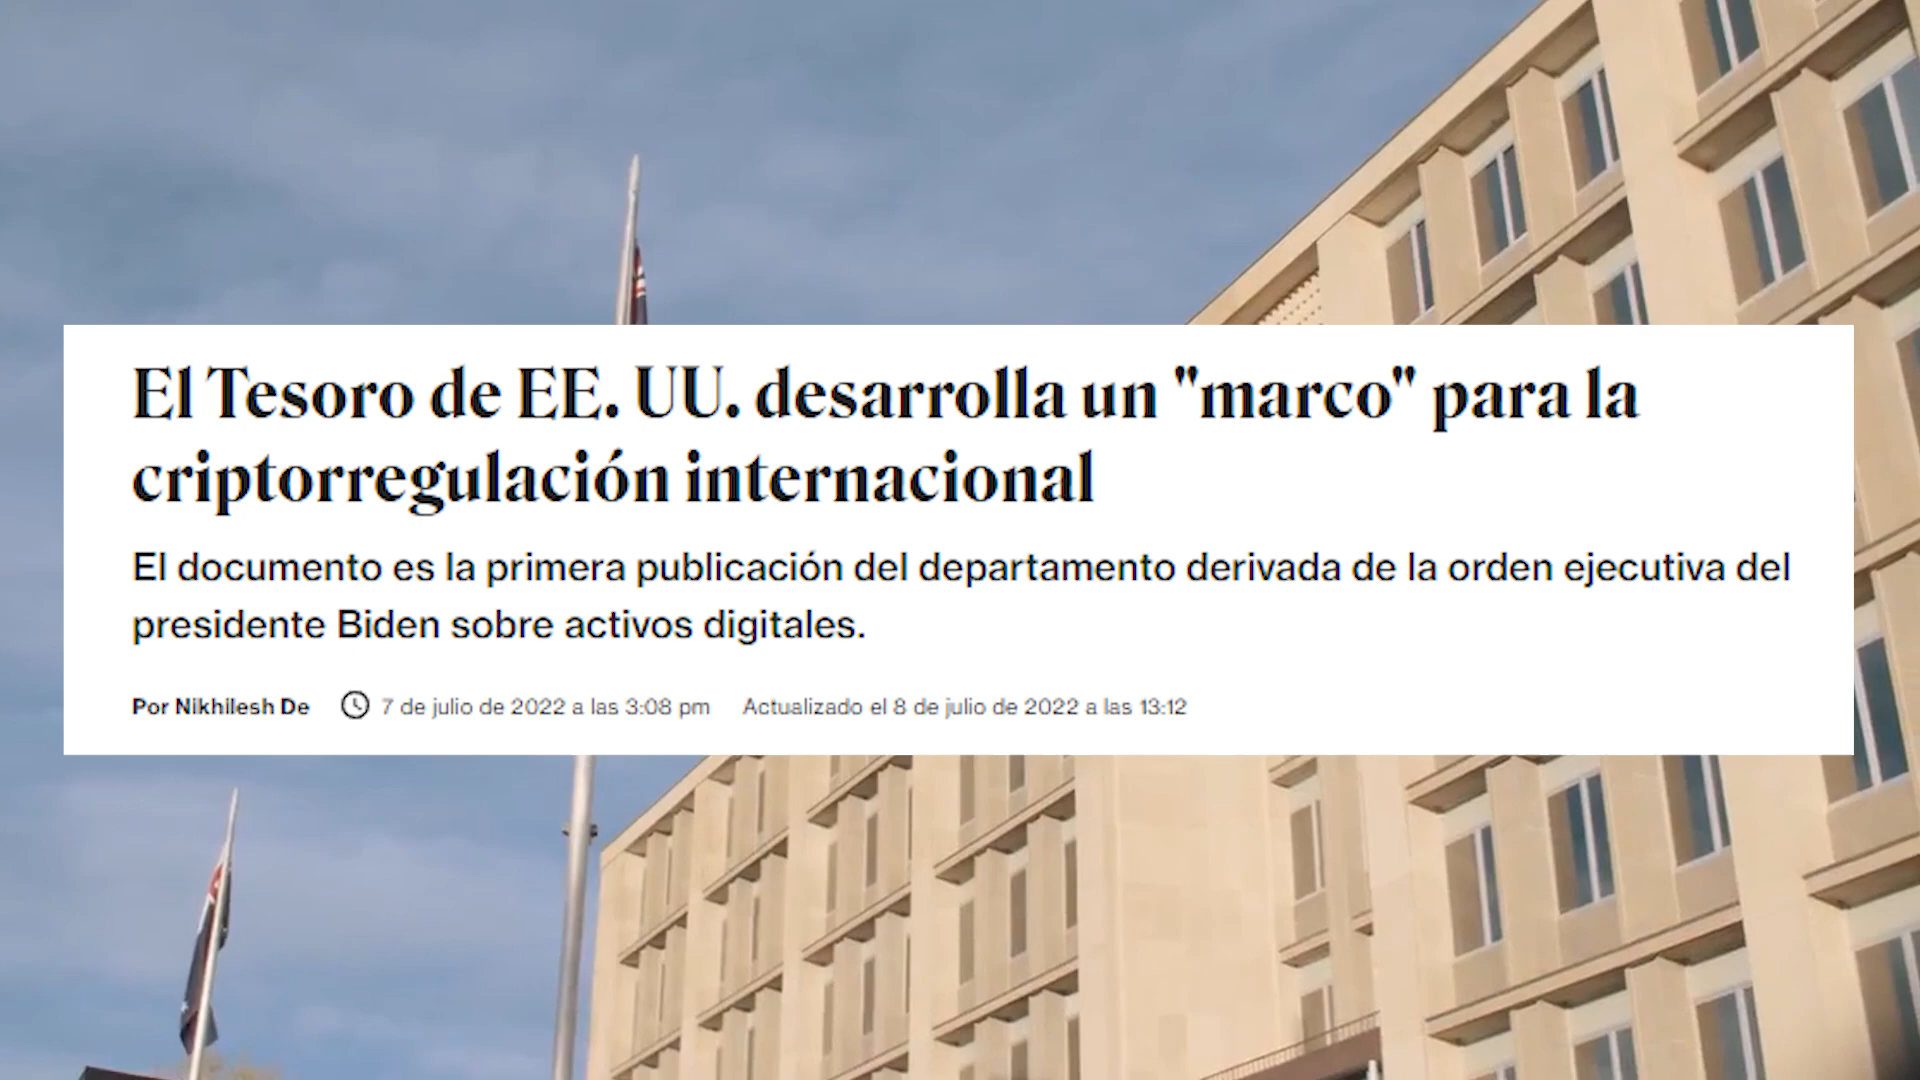 El Tesoro de EE. UU. desarrolla un "marco" para la
criptorregulación internacional
El documento es la primera publicación del departamento derivada de la orden ejecutiva del
presidente Biden sobre activos digitales.
Por Nikhilesh De 7 de julio de 2022 a las 3:08 pm Actualizado el 8 de julio de 2022 a las 13:12